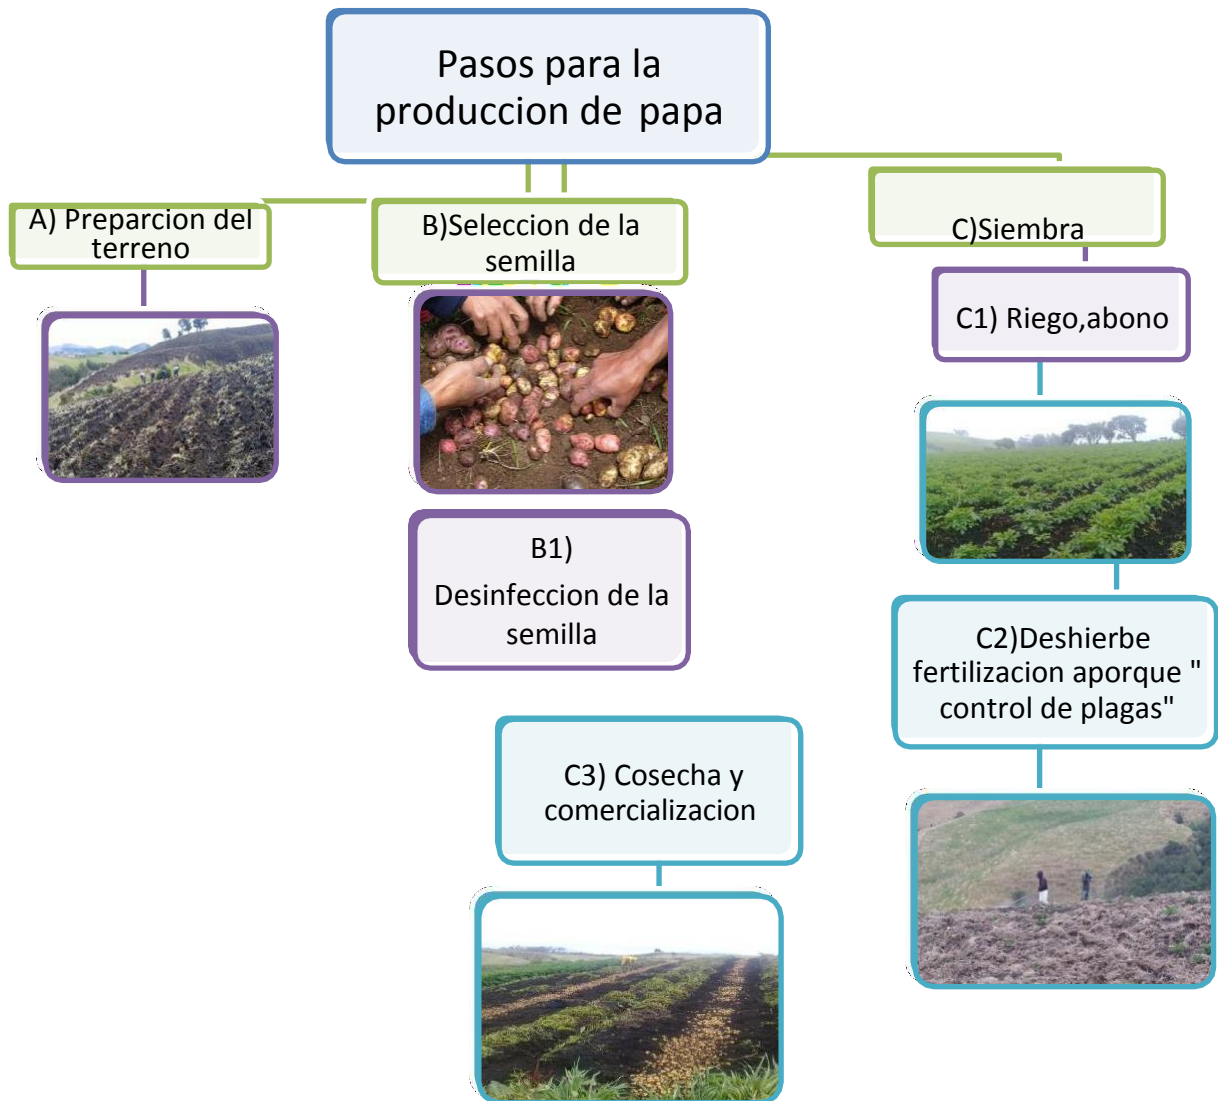 Pasos para la
produccion de papa
A) Preparcion del
terreno
B)Seleccion de la
semilla
B1)
Desinfeccion de la
semilla
C)Siembra
C1) Riego,abono
C2)Deshierbe
fertilizacion aporque "
control de plagas"
C3) Cosecha y
comercializacion